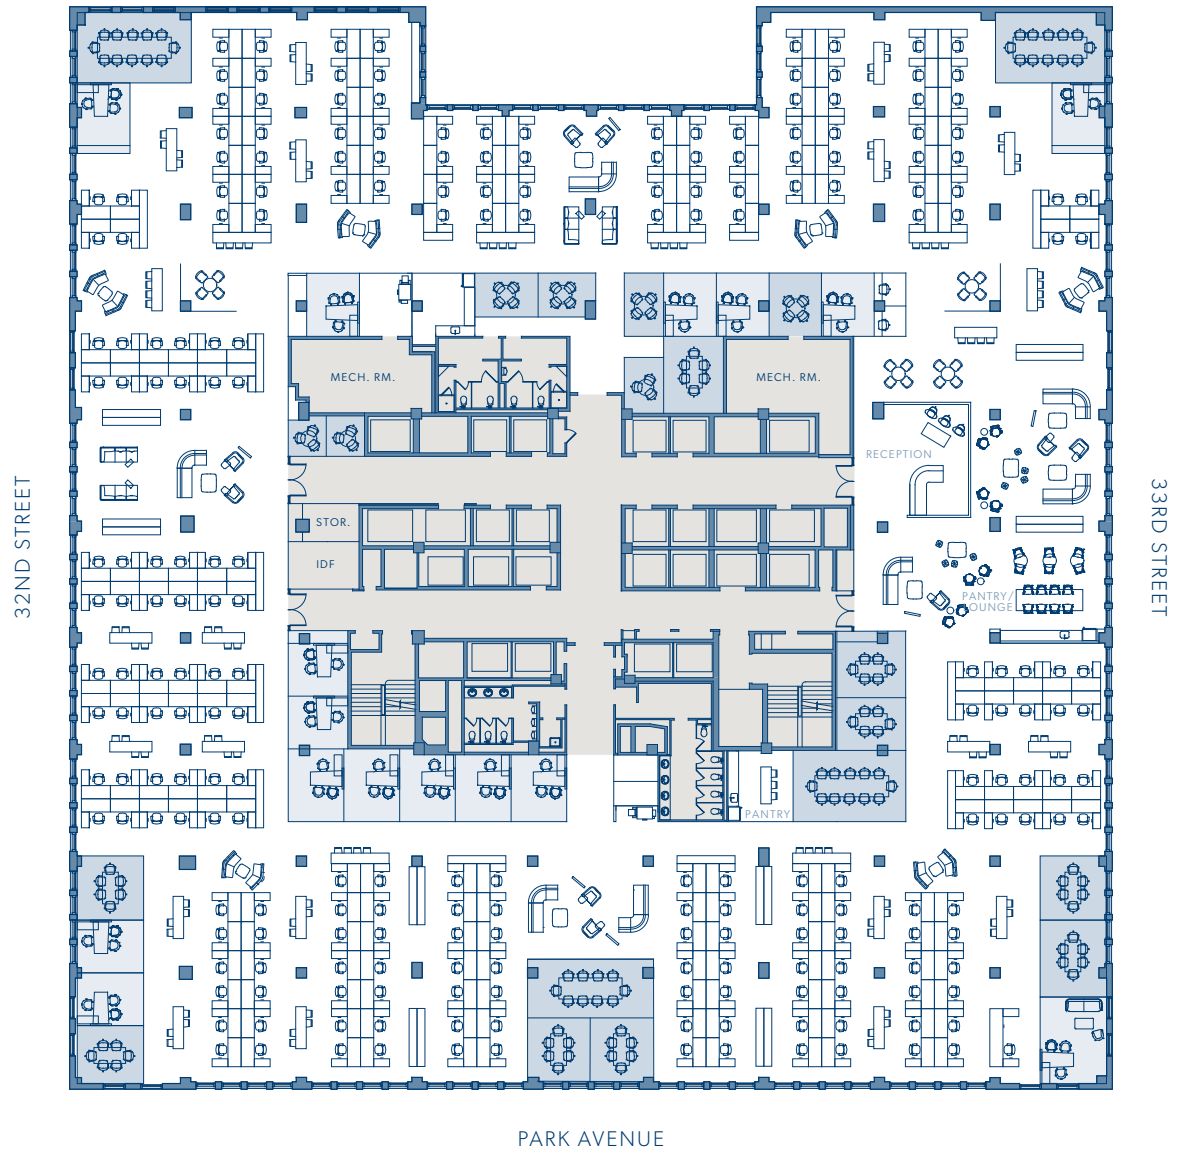 MECH. RM.
MECH. RM.
RECEPTION
32ND STREET
33RD STREET
STOR.
IDF
PANTRY/
LOUNGE
PANTRY
PARK AVENUE